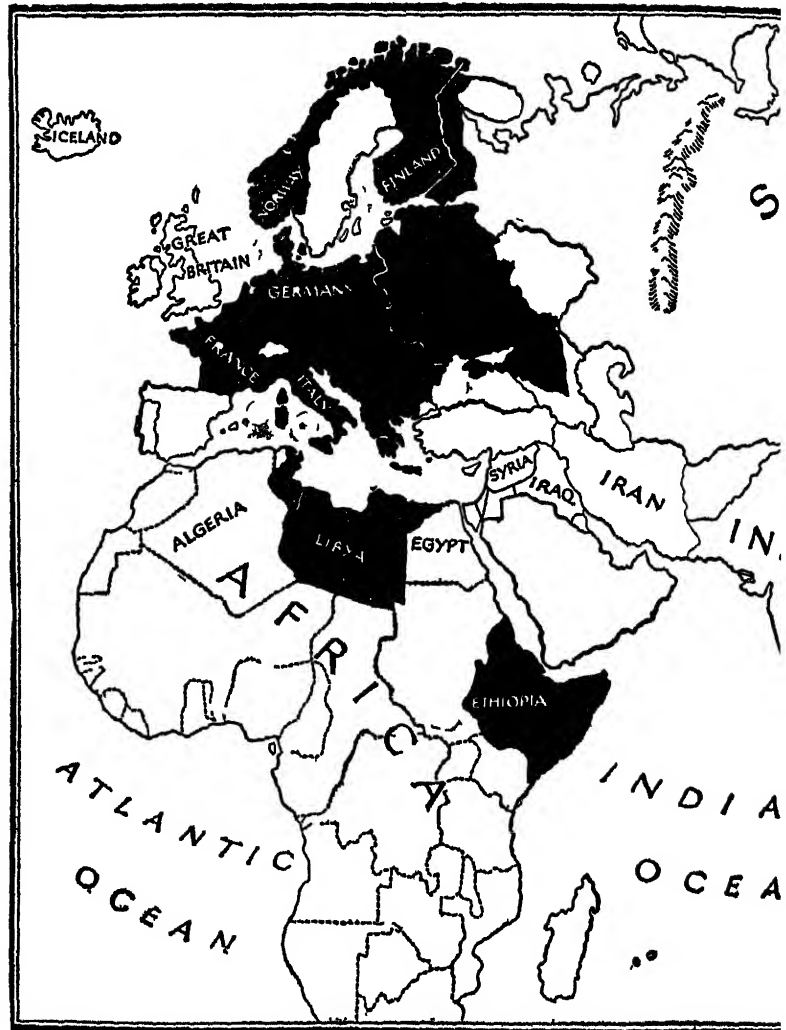 ICELAND
NORWAY
FINLAND
S
GREAT
BRITAIN
GERMANY
FRANCE
ITALY
SYRIA
IRAQ
IRAN
IN
ALGERIA
LIBYA
EGYPT
AFRICA
ETHIOPIA
ATLANTIC
OCEAN
INDIA
OCEA